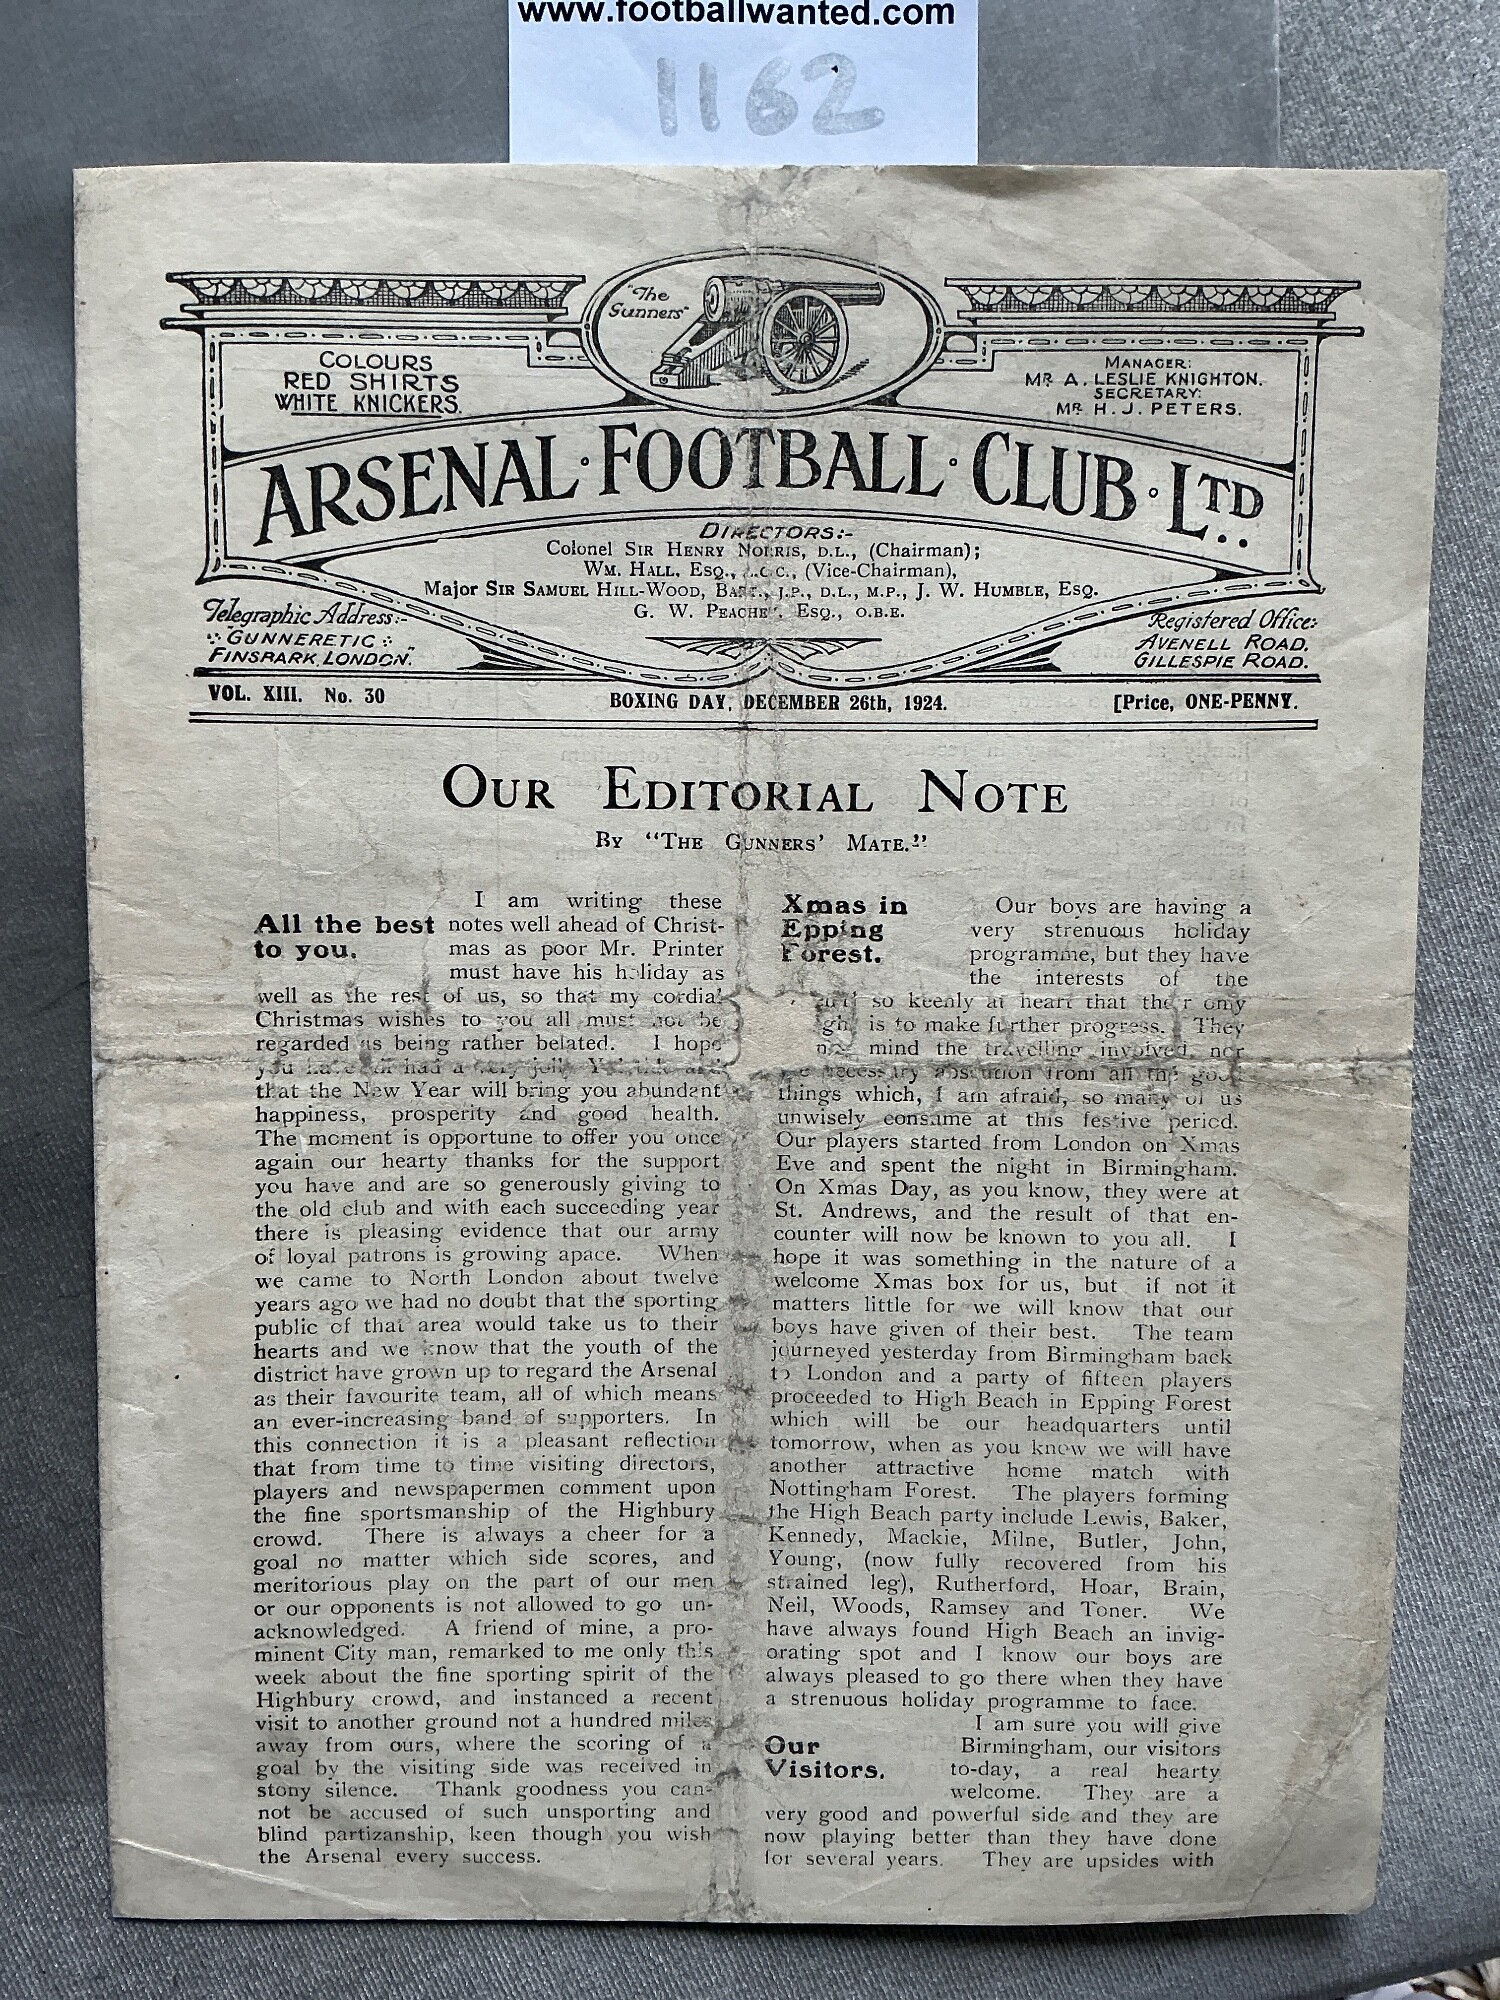 www.footballwanted.com
1162
"The
Gunners"
COLOURS
RED SHIRTS
WHITE KNICKERS.
MANAGER:
MR A. LESLIE KNIGHTON.
SECRETARY:
MR H. J. PETERS.
ARSENAL · FOOTBALL · CLUB · LTD.
DIRECTORS:-
Colonel SIR HENRY NORRIS, D.L., (Chairman);
WM. HALL, ESQ., (Vice-Chairman),
Major SIR SAMUEL HILL-WOOD, BART., J.P., D.L., M.P., J. W. HUMBLE, ESQ.
G. W. PEACHEY, ESQ., O.B.E.
Telegraphic Address:-
"GUNNERETIC
FINSPARK, LONDON."
Registered Office:
AVENELL ROAD,
GILLESPIE ROAD.
VOL. XIII. No. 30
BOXING DAY, DECEMBER 26th, 1924.
[Price, ONE-PENNY.
OUR EDITORIAL NOTE
BY "THE GUNNERS' MATE."
All the best
to you.
I am writing these
notes well ahead of Christ-
mas as poor Mr. Printer
must have his holiday as
well as the rest of us, so that my cordial
Christmas wishes to you all must not be
regarded as being rather belated. I hope
you have had a very jolly
that the New Year will bring you abundant
happiness, prosperity and good health.
The moment is opportune to offer you once
again our hearty thanks for the support
you have and are so generously giving to
the old club and with each succeeding year
there is pleasing evidence that our army
of loyal patrons is growing apace. When
we came to North London about twelve
years ago we had no doubt that the sporting
public of that area would take us to their
hearts and we know that the youth of the
district have grown up to regard the Arsenal
as their favourite team, all of which means
an ever-increasing band of supporters. In
this connection it is a pleasant reflection
that from time to time visiting directors,
players and newspapermen comment upon
the fine sportsmanship of the Highbury
crowd. There is always a cheer for a
goal no matter which side scores, and
meritorious play on the part of our men
or our opponents is not allowed to go un-
acknowledged. A friend of mine, a pro-
minent City man, remarked to me only this
week about the fine sporting spirit of the
Highbury crowd, and instanced a recent
visit to another ground not a hundred miles
away from ours, where the scoring of a
goal by the visiting side was received in
stony silence. Thank goodness you can-
not be accused of such unsporting and
blind partizanship, keen though you wish
the Arsenal every success.
Xmas in
Epping
Forest.
Our boys are having a
very strenuous holiday
programme, but they have
the interests of the
so keenly at heart that their only
is to make further progress. They
mind the travelling involved, nor
necessary abstention from all the good
things which, I am afraid, so many of us
unwisely consume at this festive period.
Our players started from London on Xmas
Eve and spent the night in Birmingham.
On Xmas Day, as you know, they were at
St. Andrews, and the result of that en-
counter will now be known to you all. I
hope it was something in the nature of a
welcome Xmas box for us, but if not it
matters little for we will know that our
boys have given of their best. The team
journeyed yesterday from Birmingham back
to London and a party of fifteen players
proceeded to High Beach in Epping Forest
which will be our headquarters until
tomorrow, when as you know we will have
another attractive home match with
Nottingham Forest. The players forming
the High Beach party include Lewis, Baker,
Kennedy, Mackie, Milne, Butler, John,
Young, (now fully recovered from his
strained leg), Rutherford, Hoar, Brain,
Neil, Woods, Ramsey and Toner. We
have always found High Beach an invig-
orating spot and I know our boys are
always pleased to go there when they have
a strenuous holiday programme to face.
Our
Visitors.
I am sure you will give
Birmingham, our visitors
to-day, a real hearty
welcome. They are a
very good and powerful side and they are
now playing better than they have done
for several years. They are upsides with